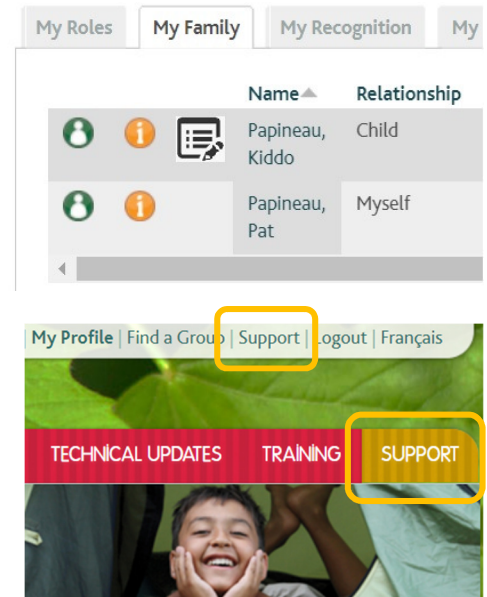 My Roles My Family My Recognition My
Name Relationship
Papineau, Child
Kiddo
Papineau, Myself
Pat
| My Profile | Find a Group | Support | Logout | Français
TECHNICAL UPDATES TRAINING SUPPORT